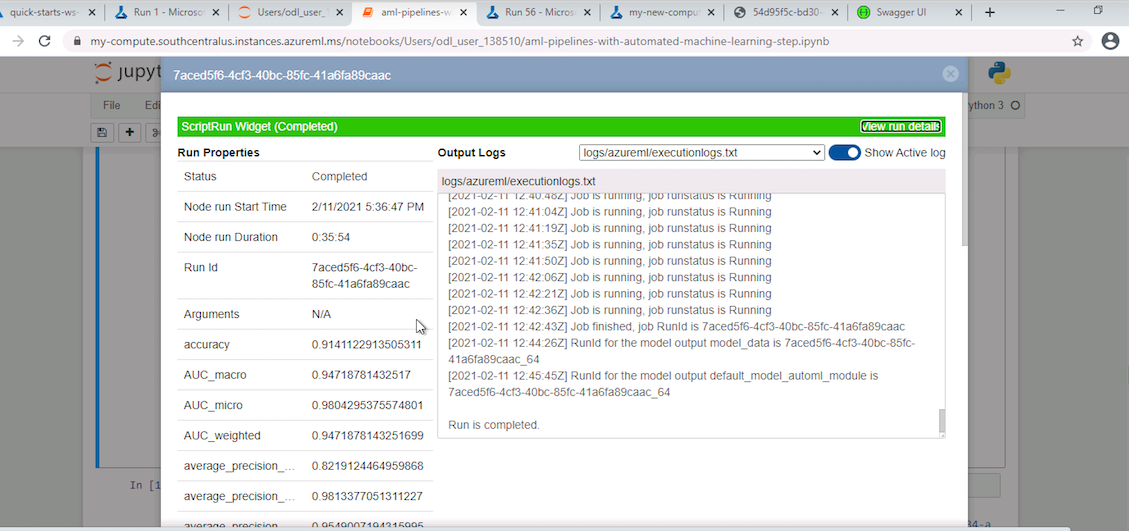 quick-starts-ws-
Run 1 - Microsof
Users/odl_user_1
aml-pipelines-w
Run 56 - Microso
my-new-comput
54d95f5c-bd30-
Swagger UI
my-compute.southcentralus.instances.azureml.ms/notebooks/Users/odl_user_138510/aml-pipelines-with-automated-machine-learning-step.ipynb
jupyt
7aced5f6-4cf3-40bc-85fc-41a6fa89caac
File
Edi
ython 3
ScriptRun Widget (Completed)
View run details
Run Properties
Output Logs
logs/azureml/executionlogs.txt
Show Active log
logs/azureml/executionlogs.txt
Status Completed
Node run Start Time 2/11/2021 5:36:47 PM
Node run Duration 0:35:54
Run Id 7aced5f6-4cf3-40bc-
85fc-41a6fa89caac
Arguments N/A
accuracy 0.9141122913505311
AUC_macro 0.94718781432517
AUC_micro 0.9804295375574801
AUC_weighted 0.9471878143251699
average_precision_... 0.8219124464959868
average_precision_... 0.9813377051311227
average_precision 0.9549007194315995
[2021-02-11 12:40:48Z] Job is running, job runstatus is Running
[2021-02-11 12:41:04Z] Job is running, job runstatus is Running
[2021-02-11 12:41:19Z] Job is running, job runstatus is Running
[2021-02-11 12:41:35Z] Job is running, job runstatus is Running
[2021-02-11 12:41:50Z] Job is running, job runstatus is Running
[2021-02-11 12:42:06Z] Job is running, job runstatus is Running
[2021-02-11 12:42:21Z] Job is running, job runstatus is Running
[2021-02-11 12:42:36Z] Job is running, job runstatus is Running
[2021-02-11 12:42:43Z] Job finished, job RunId is 7aced5f6-4cf3-40bc-85fc-41a6fa89caac
[2021-02-11 12:44:26Z] RunId for the model output model_data is 7aced5f6-4cf3-40bc-85fc-
41a6fa89caac_64
[2021-02-11 12:45:45Z] RunId for the model output default_model_automl_module is
7aced5f6-4cf3-40bc-85fc-41a6fa89caac_64
Run is completed.
In [1
34-a